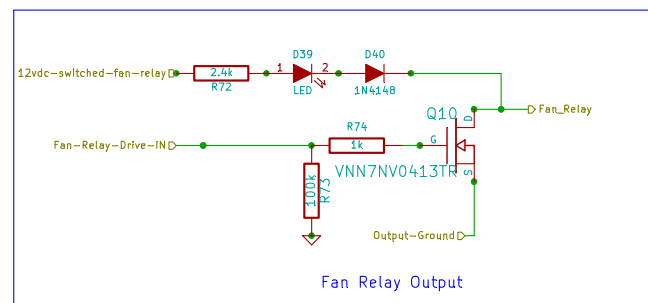 D39
D40
12vdc-switched-fan-relay
2.4k
1
2
R72
LED
1N4148
Q10
D
Fan_Relay
R74
Fan-Relay-Drive-IN
1k
G
VNN7NV0413TR
S
100k
R73
Output-Ground
Fan Relay Output